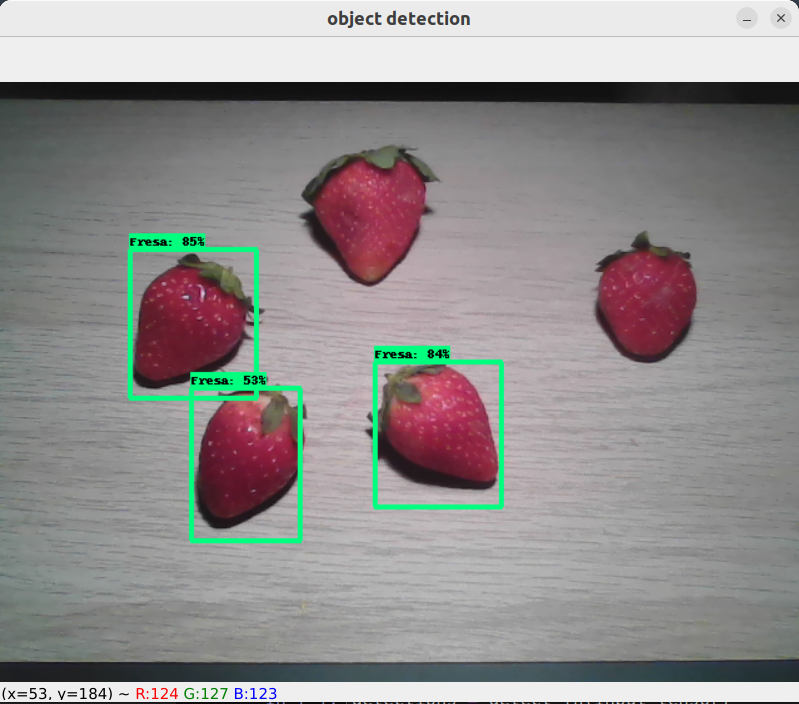 object detection
Fresa: 85%
Fresa: 84%
Fresa: 53%
(x=53, y=184) ~ R:124 G:127 B:123